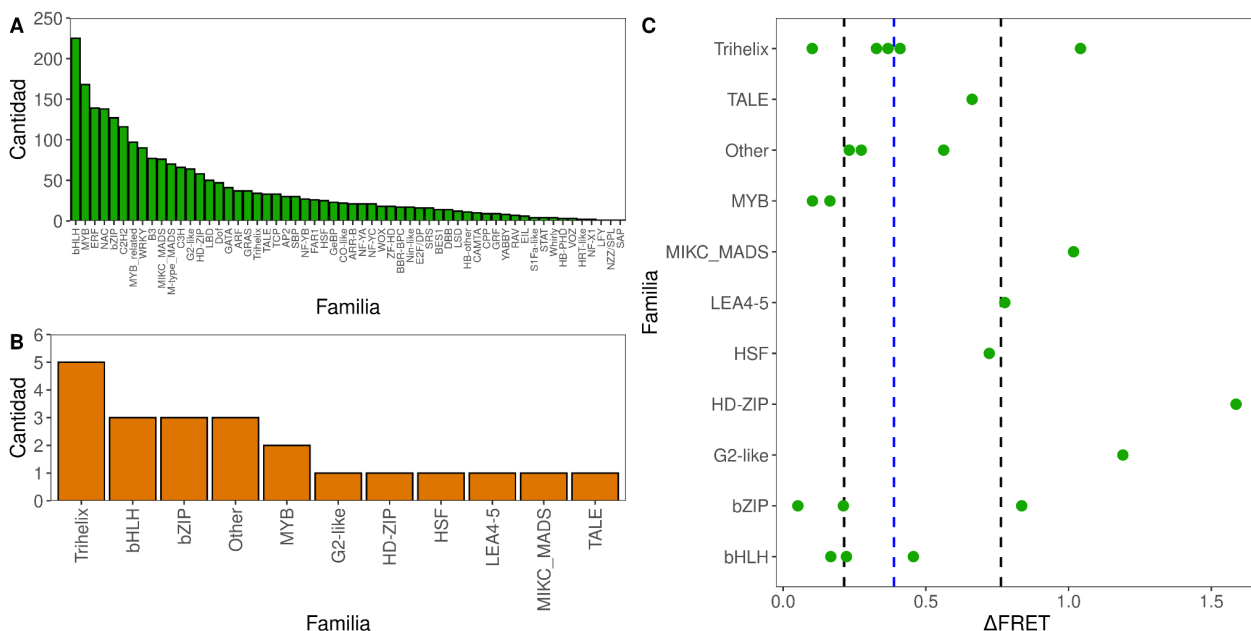 A
Cantidad
250
200
150
100
50
0
bHLH
MYB
ERF
NAC
bZIP
C2H2
MYB_related
WRKY
B3
MIKC_MADS
M-type_MADS
C3H
G2-like
HD-ZIP
LBD
Dof
GATA
ARF
GRAS
Trihelix
TALE
TCP
AP2
SBP
NF-YB
FAR1
HSF
GeBP
CO-like
ARR-B
NF-YA
NF-YC
WOX
ZF-HD
BBR-BPC
Nin-like
E2F/DP
SRS
BES1
DBB
LSD
HB-other
CAMTA
CPP
GRF
YABBY
RAV
EIL
S1Fa-like
STAT
Whirly
HB-PHD
VOZ
HRT-like
NF-X1
LFY
NZZ/SPL
SAP
Familia
B
Cantidad
6
5
4
3
2
1
0
Trihelix
bHLH
bZIP
Other
MYB
G2-like
HD-ZIP
HSF
LEA4-5
MIKC_MADS
TALE
Familia
C
Familia
Trihelix
TALE
Other
MYB
MIKC_MADS
LEA4-5
HSF
HD-ZIP
G2-like
bZIP
bHLH
0.0
0.5
1.0
1.5
ΔFRET